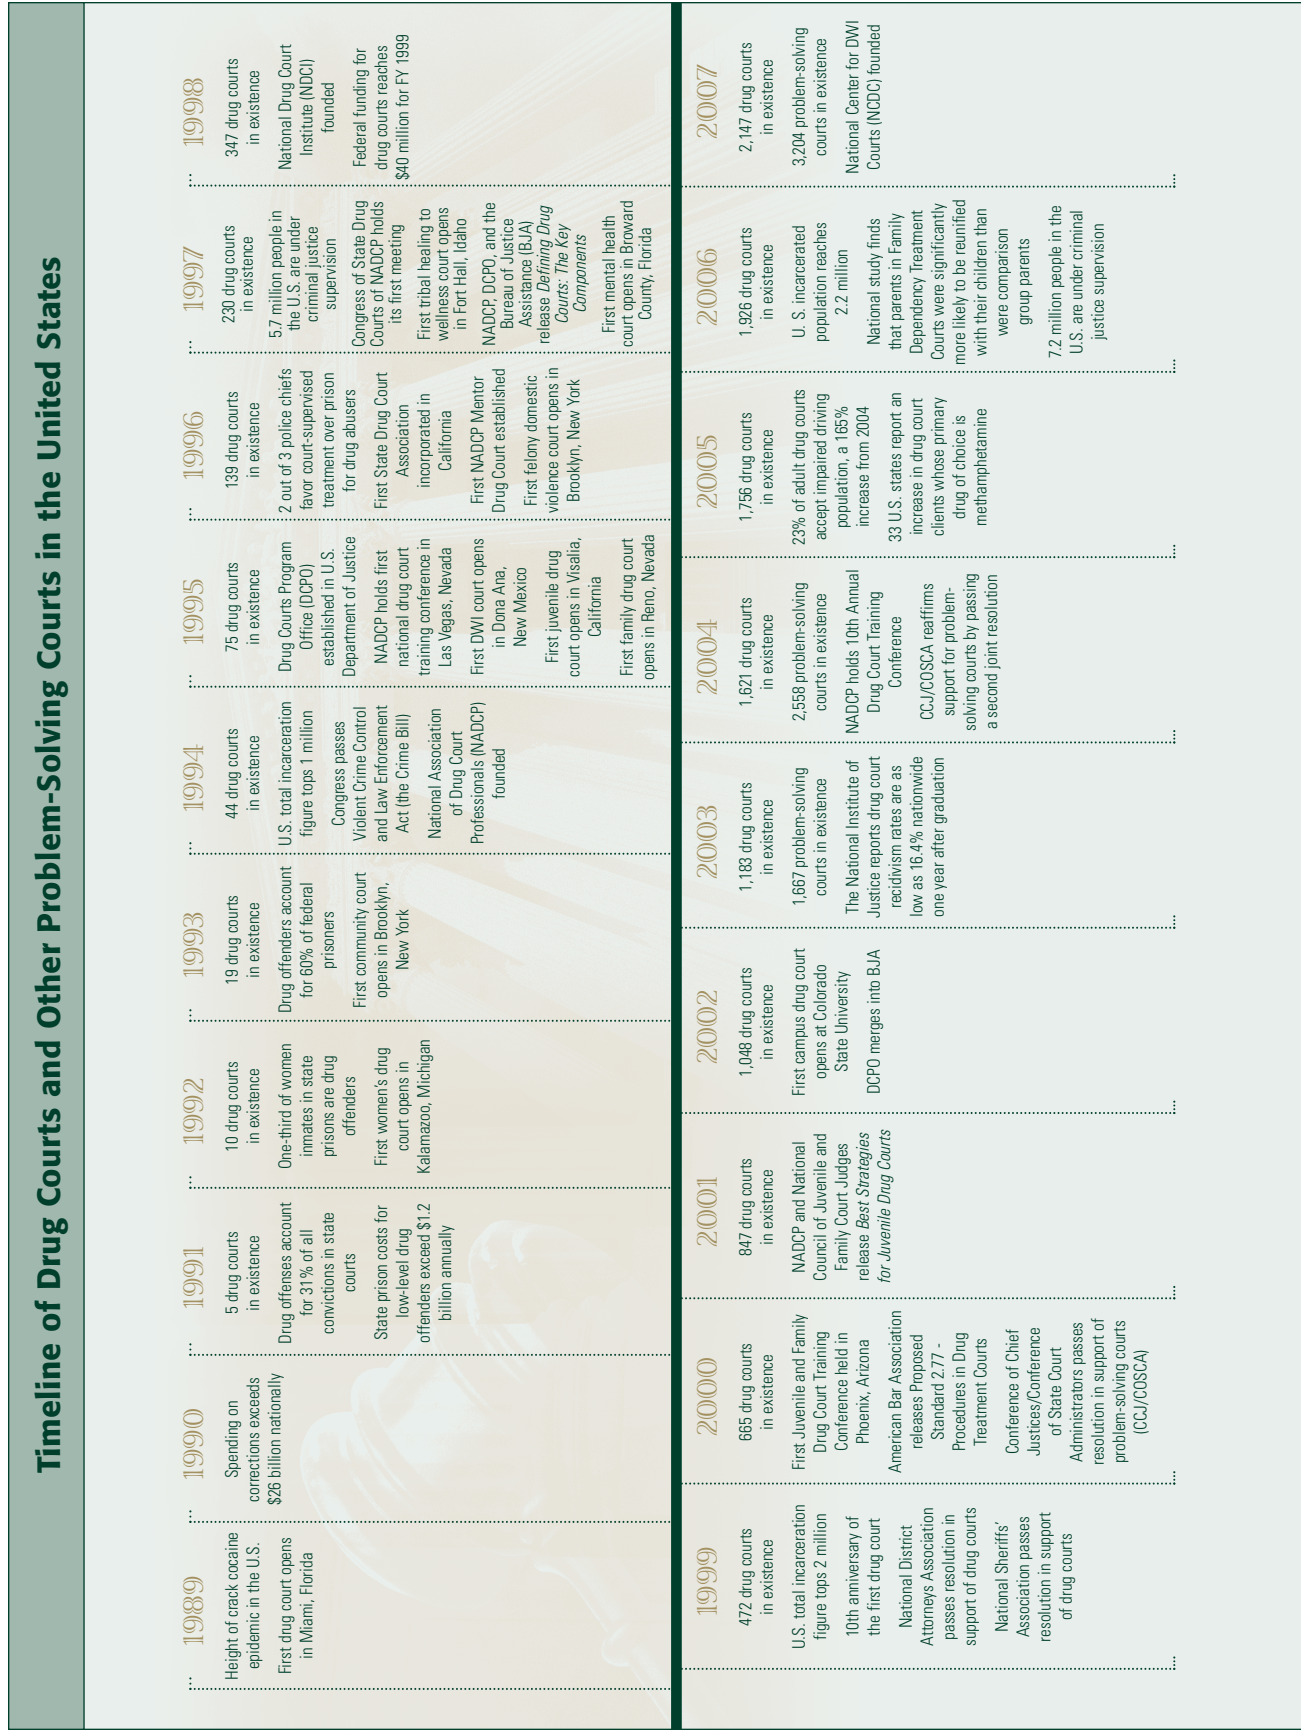 Timeline of Drug Courts and Other Problem-Solving Courts in the United States
1989
Height of crack cocaine
epidemic in the U.S.
First drug court opens
in Miami, Florida
1990
Spending on
corrections exceeds
$26 billion nationally
1991
5 drug courts
in existence
Drug offenses account
for 31% of all
convictions in state
courts
State prison costs for
low-level drug
offenders exceed $1.2
billion annually
1992
10 drug courts
in existence
One-third of women
inmates in state
prisons are drug
offenders
First women's drug
court opens in
Kalamazoo, Michigan
1993
19 drug courts
in existence
Drug offenders account
for 60% of federal
prisoners
First community court
opens in Brooklyn,
New York
1994
44 drug courts
in existence
U.S. total incarceration
figure tops 1 million
Congress passes
Violent Crime Control
and Law Enforcement
Act (the Crime Bill)
National Association
of Drug Court
Professionals (NADCP)
founded
1995
75 drug courts
in existence
Drug Courts Program
Office (DCPO)
established in U.S.
Department of Justice
NADCP holds first
national drug court
training conference in
Las Vegas, Nevada
First DWI court opens
in Dona Ana,
New Mexico
First juvenile drug
court opens in Visalia,
California
First family drug court
opens in Reno, Nevada
1996
139 drug courts
in existence
2 out of 3 police chiefs
favor court-supervised
treatment over prison
for drug abusers
First State Drug Court
Association
incorporated in
California
First NADCP Mentor
Drug Court established
First felony domestic
violence court opens in
Brooklyn, New York
1997
230 drug courts
in existence
5.7 million people in
the U.S. are under
criminal justice
supervision
Congress of State Drug
Courts of NADCP holds
its first meeting
First tribal healing to
wellness court opens
in Fort Hall, Idaho
NADCP, DCPO, and the
Bureau of Justice
Assistance (BJA)
release Defining Drug
Courts: The Key
Components
First mental health
court opens in Broward
County, Florida
1998
347 drug courts
in existence
National Drug Court
Institute (NDCI)
founded
Federal funding for
drug courts reaches
$40 million for FY 1999
1999
472 drug courts
in existence
U.S. total incarceration
figure tops 2 million
10th anniversary of
the first drug court
National District
Attorneys Association
passes resolution in
support of drug courts
National Sheriffs'
Association passes
resolution in support
of drug courts
2000
665 drug courts
in existence
First Juvenile and Family
Drug Court Training
Conference held in
Phoenix, Arizona
American Bar Association
releases Proposed
Standard 2.77 -
Procedures in Drug
Treatment Courts
Conference of Chief
Justices/Conference
of State Court
Administrators passes
resolution in support of
problem-solving courts
(CCJ/COSCA)
2001
847 drug courts
in existence
NADCP and National
Council of Juvenile and
Family Court Judges
release Best Strategies
for Juvenile Drug Courts
2002
1,048 drug courts
in existence
First campus drug court
opens at Colorado
State University
DCPO merges into BJA
2003
1,183 drug courts
in existence
1,667 problem-solving
courts in existence
The National Institute of
Justice reports drug court
recidivism rates are as
low as 16.4% nationwide
one year after graduation
2004
1,621 drug courts
in existence
2,558 problem-solving
courts in existence
NADCP holds 10th Annual
Drug Court Training
Conference
CCJ/COSCA reaffirms
support for problem-
solving courts by passing
a second joint resolution
2005
1,756 drug courts
in existence
23% of adult drug courts
accept impaired driving
population, a 165%
increase from 2004
33 U.S. states report an
increase in drug court
clients whose primary
drug of choice is
methamphetamine
2006
1,926 drug courts
in existence
U. S. incarcerated
population reaches
2.2 million
National study finds
that parents in Family
Dependency Treatment
Courts were significantly
more likely to be reunified
with their children than
were comparison
group parents
7.2 million people in the
U.S. are under criminal
justice supervision
2007
2,147 drug courts
in existence
3,204 problem-solving
courts in existence
National Center for DWI
Courts (NCDC) founded